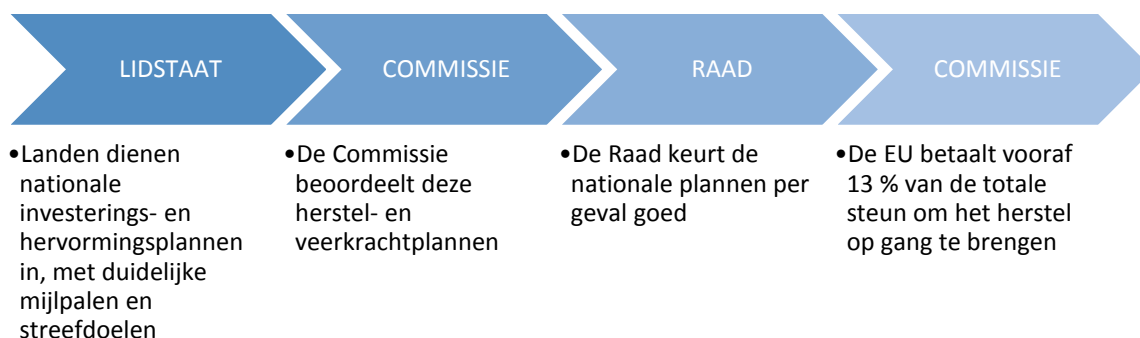 LIDSTAAT
•Landen dienen
nationale
investerings- en
hervormingsplannen
in, met duidelijke
mijlpalen en
streefdoelen
COMMISSIE
•De Commissie
beoordeelt deze
herstel- en
veerkrachtplannen
RAAD
•De Raad keurt de
nationale plannen per
geval goed
COMMISSIE
•De EU betaalt vooraf
13 % van de totale
steun om het herstel
op gang te brengen